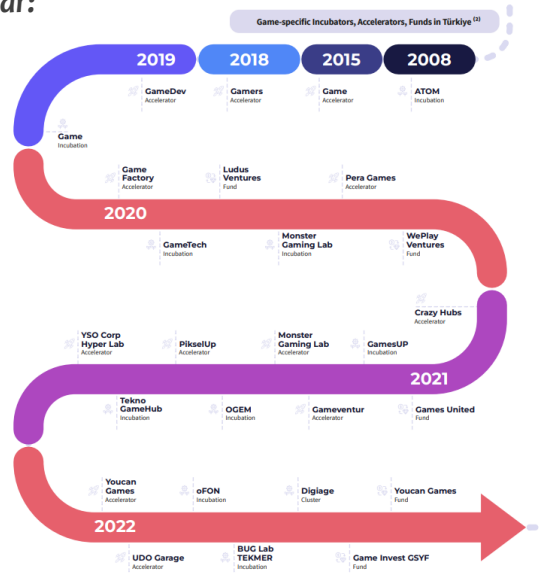 ar:
Game-specific Incubators, Accelerators, Funds in Türkiye (2)
2019
2018
2015
2008
GameDev
Accelerator
Gamers
Accelerator
Game
Accelerator
ATOM
Incubation
Game
Incubation
Game
Factory
Accelerator
Ludus
Ventures
Fund
Pera Games
Accelerator
2020
GameTech
Incubation
Monster
Gaming Lab
Incubation
WePlay
Ventures
Fund
Crazy Hubs
Accelerator
YSO Corp
Hyper Lab
Accelerator
PikselUp
Accelerator
Monster
Gaming Lab
Accelerator
GamesUP
Incubation
2021
Tekno
GameHub
Incubation
OGEM
Incubation
Gameventur
Accelerator
Games United
Fund
Youcan
Games
Accelerator
oFON
Incubation
Digiage
Cluster
Youcan Games
Fund
2022
UDO Garage
Accelerator
BUG Lab
TEKMER
Incubation
Game Invest GSYF
Fund